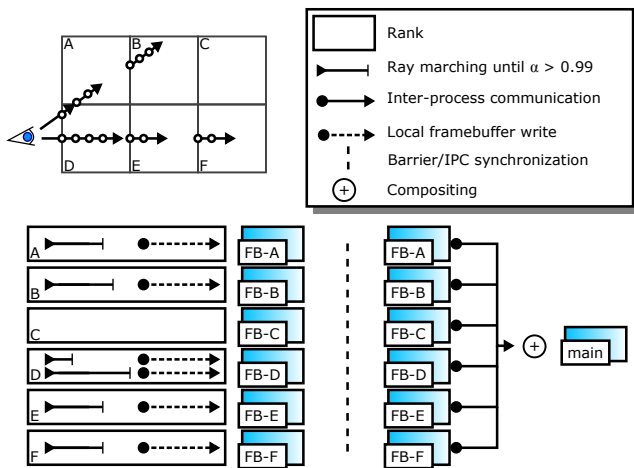 A
B
C
D
E
F
Rank
Ray marching until α > 0.99
Inter-process communication
Local framebuffer write
Barrier/IPC synchronization
+ Compositing
A
FB-A
FB-A
B
FB-B
FB-B
C
FB-C
FB-C
+
main
D
FB-D
FB-D
E
FB-E
FB-E
F
FB-F
FB-F